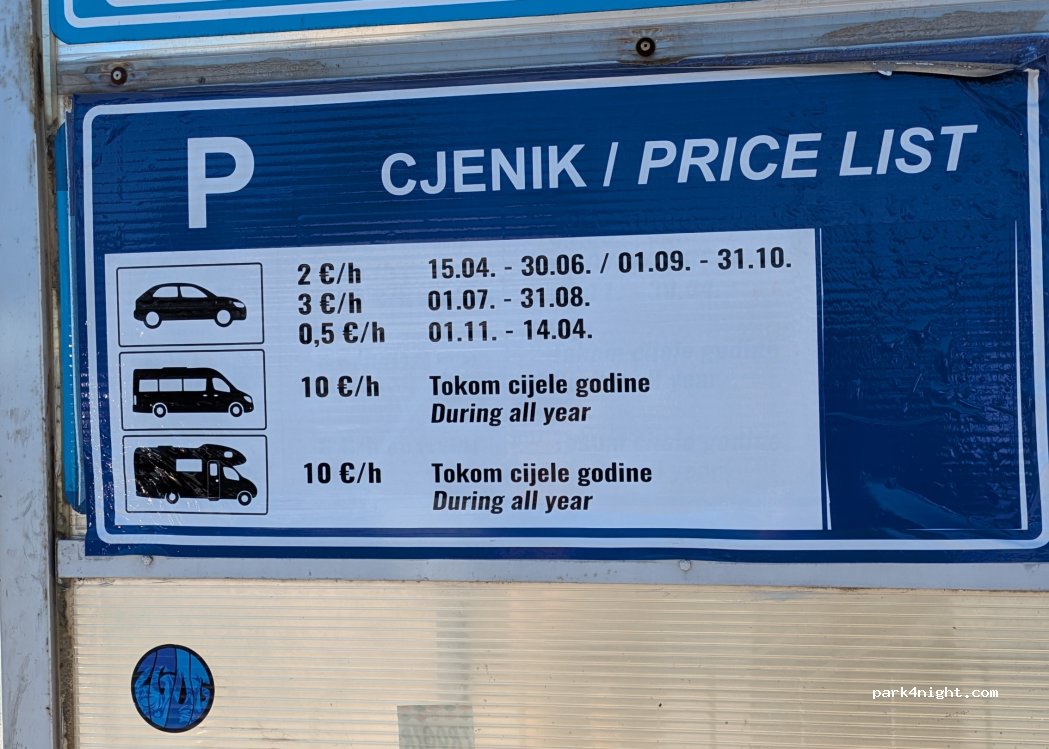 P CJENIK / PRICE LIST
2 €/h 15.04. - 30.06. / 01.09. - 31.10.
3 €/h 01.07. - 31.08.
0,5 €/h 01.11. - 14.04.
10 €/h Tokom cijele godine
During all year
10 €/h Tokom cijele godine
During all year
park4night.com